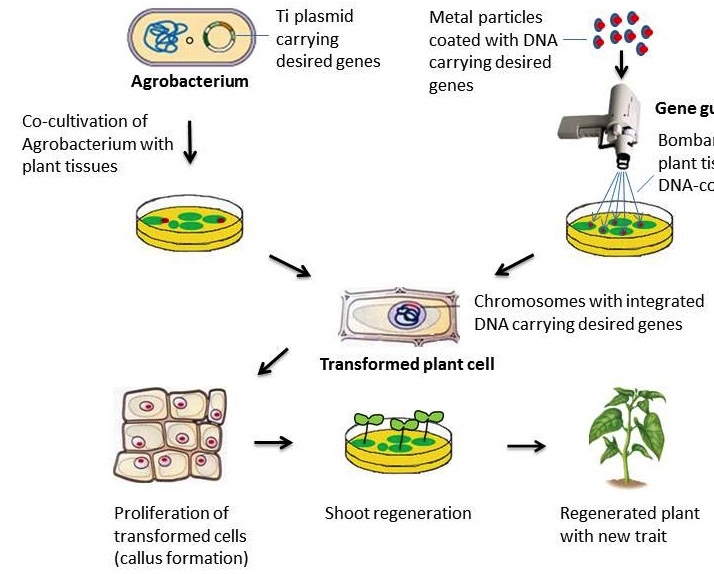 Ti plasmid
carrying
desired genes
Agrobacterium
Metal particles
coated with DNA
carrying desired
genes
Co-cultivation of
Agrobacterium with
plant tissues
Gene
plant
Chromosomes with integrated
DNA carrying desired genes
Transformed plant cell
Proliferation of
transformed cells
(callus formation)
Shoot regeneration
Regenerated plant
with new trait